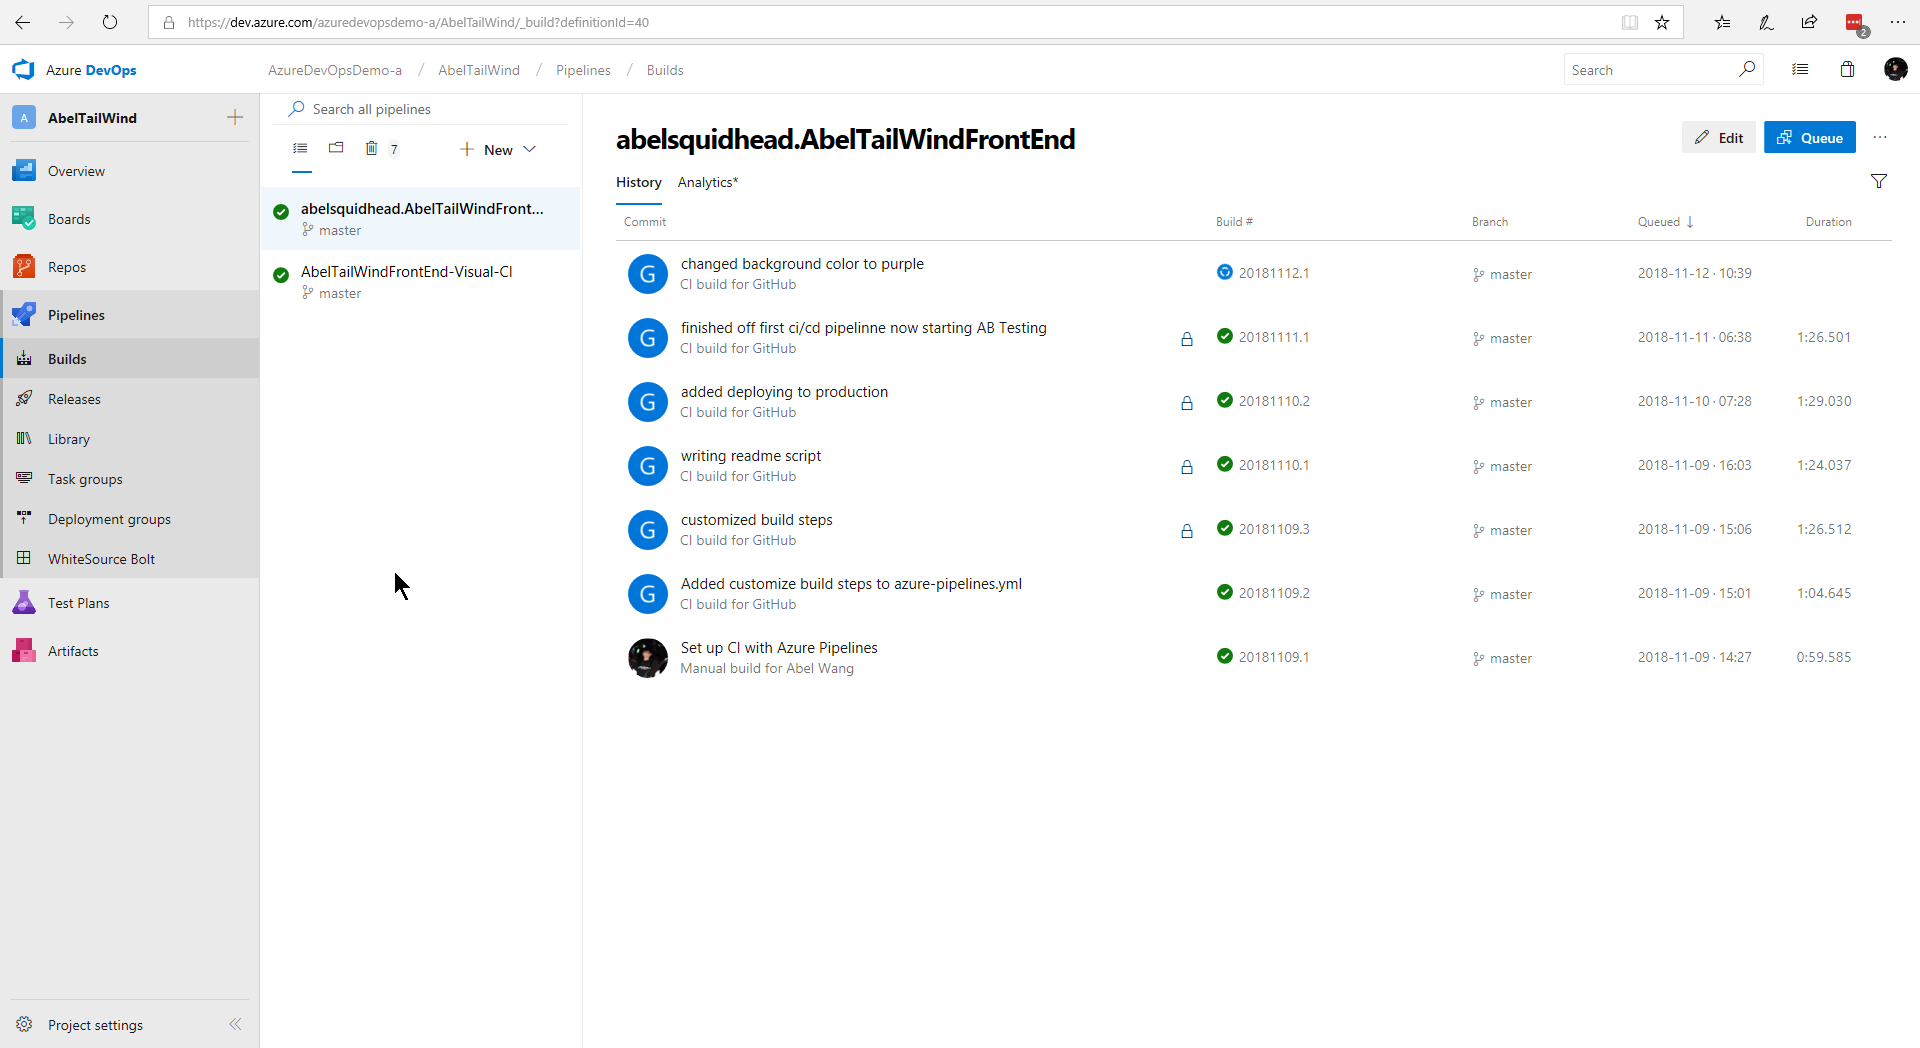 https://dev.azure.com/azuredevopsdemo-a/AbelTailWind/_build?definitionId=40
2
Azure DevOps
AzureDevOpsDemo-a / AbelTailWind / Pipelines / Builds
Search
A AbelTailWind
Overview
Boards
Repos
Pipelines
Builds
Releases
Library
Task groups
Deployment groups
WhiteSource Bolt
Test Plans
Artifacts
Project settings
Search all pipelines
7 New
abelsquidhead.AbelTailWindFront...
master
AbelTailWindFrontEnd-Visual-CI
master
abelsquidhead.AbelTailWindFrontEnd
Edit Queue
History Analytics*
Commit Build # Branch Queued Duration
G changed background color to purple
CI build for GitHub
20181112.1 master 2018-11-12 · 10:39
G finished off first ci/cd pipelinne now starting AB Testing
CI build for GitHub
20181111.1 master 2018-11-11 · 06:38 1:26.501
G added deploying to production
CI build for GitHub
20181110.2 master 2018-11-10 · 07:28 1:29.030
G writing readme script
CI build for GitHub
20181110.1 master 2018-11-09 · 16:03 1:24.037
G customized build steps
CI build for GitHub
20181109.3 master 2018-11-09 · 15:06 1:26.512
G Added customize build steps to azure-pipelines.yml
CI build for GitHub
20181109.2 master 2018-11-09 · 15:01 1:04.645
Set up CI with Azure Pipelines
Manual build for Abel Wang
20181109.1 master 2018-11-09 · 14:27 0:59.585